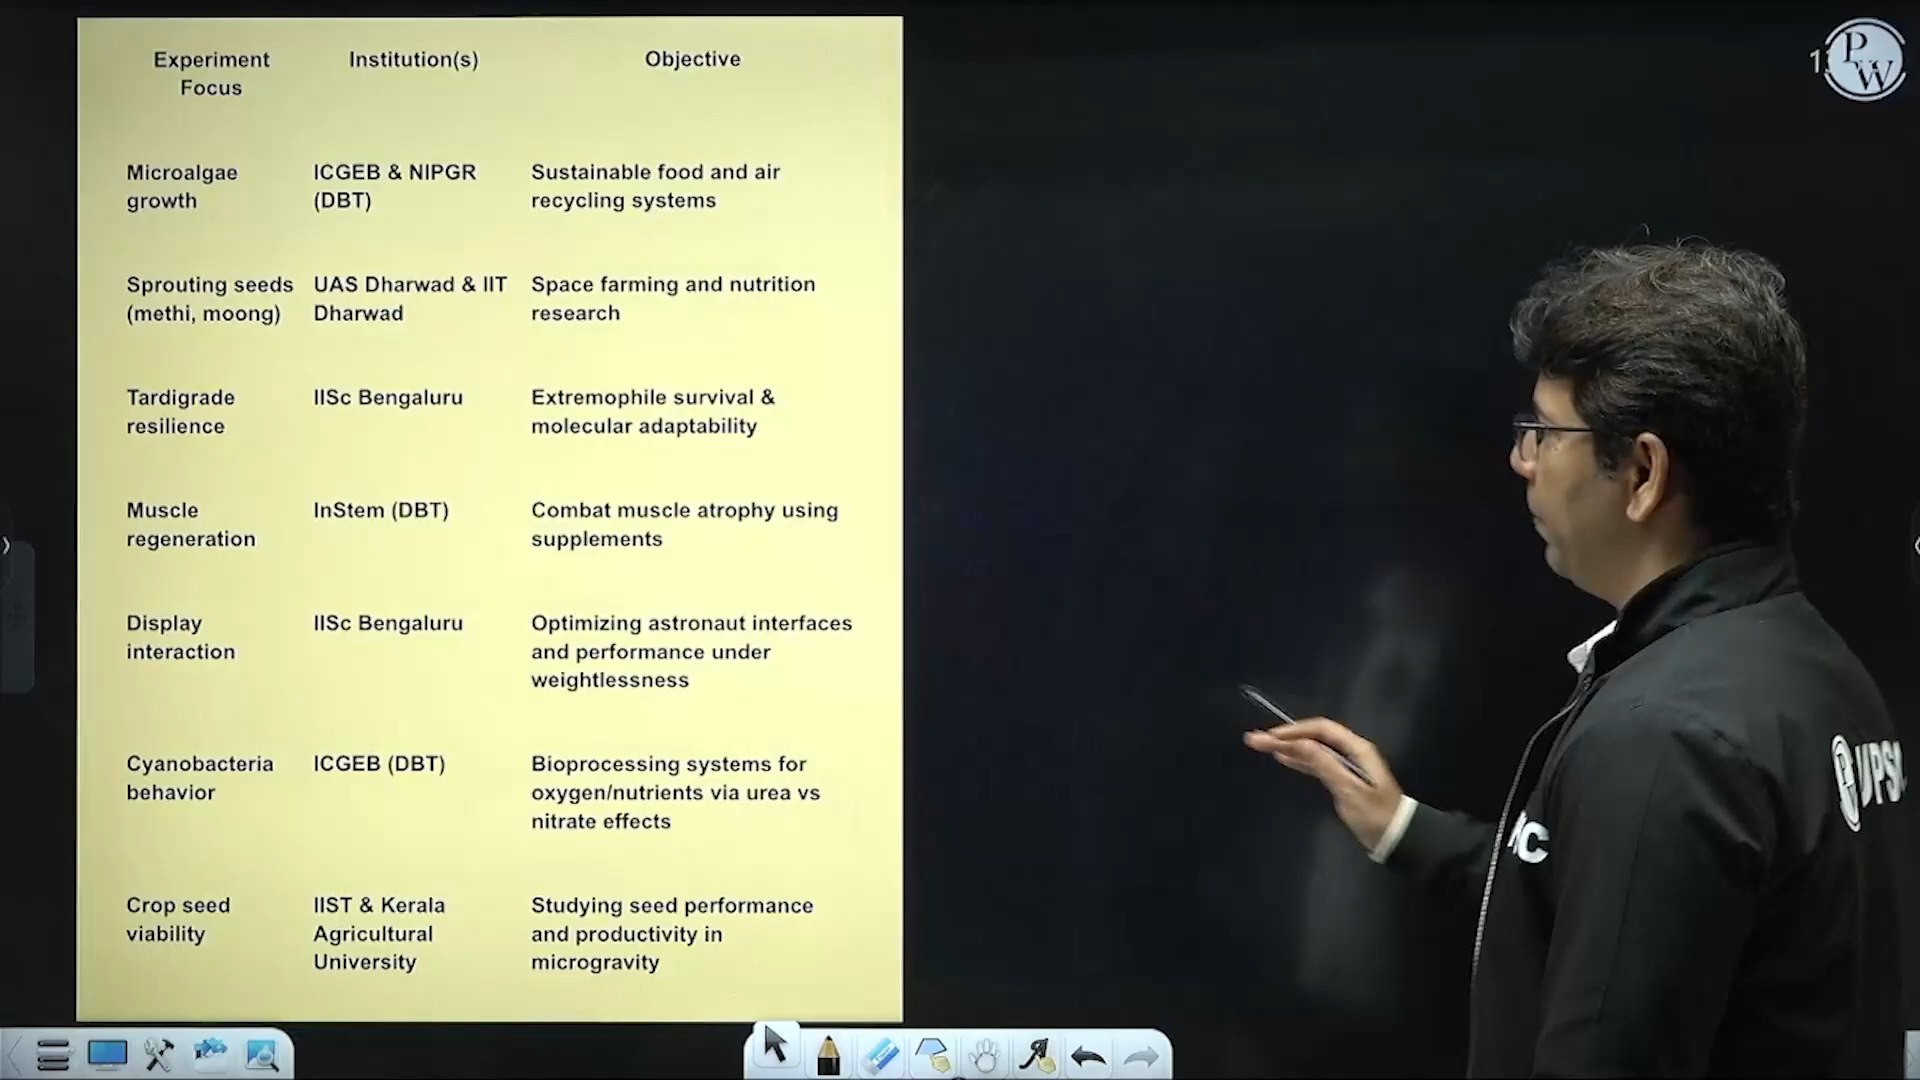 Experiment Focus
Institution(s)
Objective
Microalgae growth
ICGEB & NIPGR (DBT)
Sustainable food and air recycling systems
Sprouting seeds (methi, moong)
UAS Dharwad & IIT Dharwad
Space farming and nutrition research
Tardigrade resilience
IISc Bengaluru
Extremophile survival & molecular adaptability
Muscle regeneration
InStem (DBT)
Combat muscle atrophy using supplements
Display interaction
IISc Bengaluru
Optimizing astronaut interfaces and performance under weightlessness
Cyanobacteria behavior
ICGEB (DBT)
Bioprocessing systems for oxygen/nutrients via urea vs nitrate effects
Crop seed viability
IIST & Kerala Agricultural University
Studying seed performance and productivity in microgravity
PW
UPSC